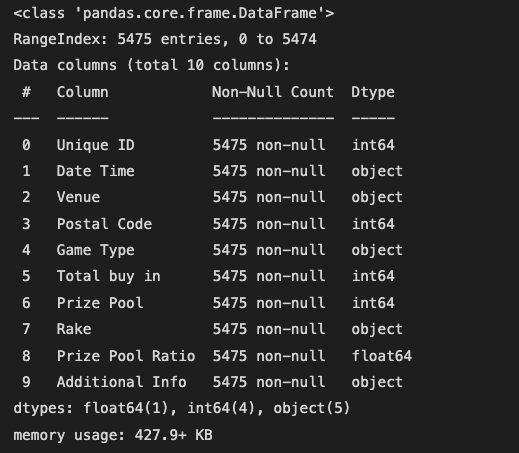 <class 'pandas.core.frame.DataFrame'>
RangeIndex: 5475 entries, 0 to 5474
Data columns (total 10 columns):
 #   Column            Non-Null Count  Dtype
---  ------            --------------  -----
 0   Unique ID         5475 non-null   int64
 1   Date Time         5475 non-null   object
 2   Venue             5475 non-null   object
 3   Postal Code       5475 non-null   int64
 4   Game Type         5475 non-null   object
 5   Total buy in      5475 non-null   int64
 6   Prize Pool        5475 non-null   int64
 7   Rake              5475 non-null   object
 8   Prize Pool Ratio  5475 non-null   float64
 9   Additional Info   5475 non-null   object
dtypes: float64(1), int64(4), object(5)
memory usage: 427.9+ KB